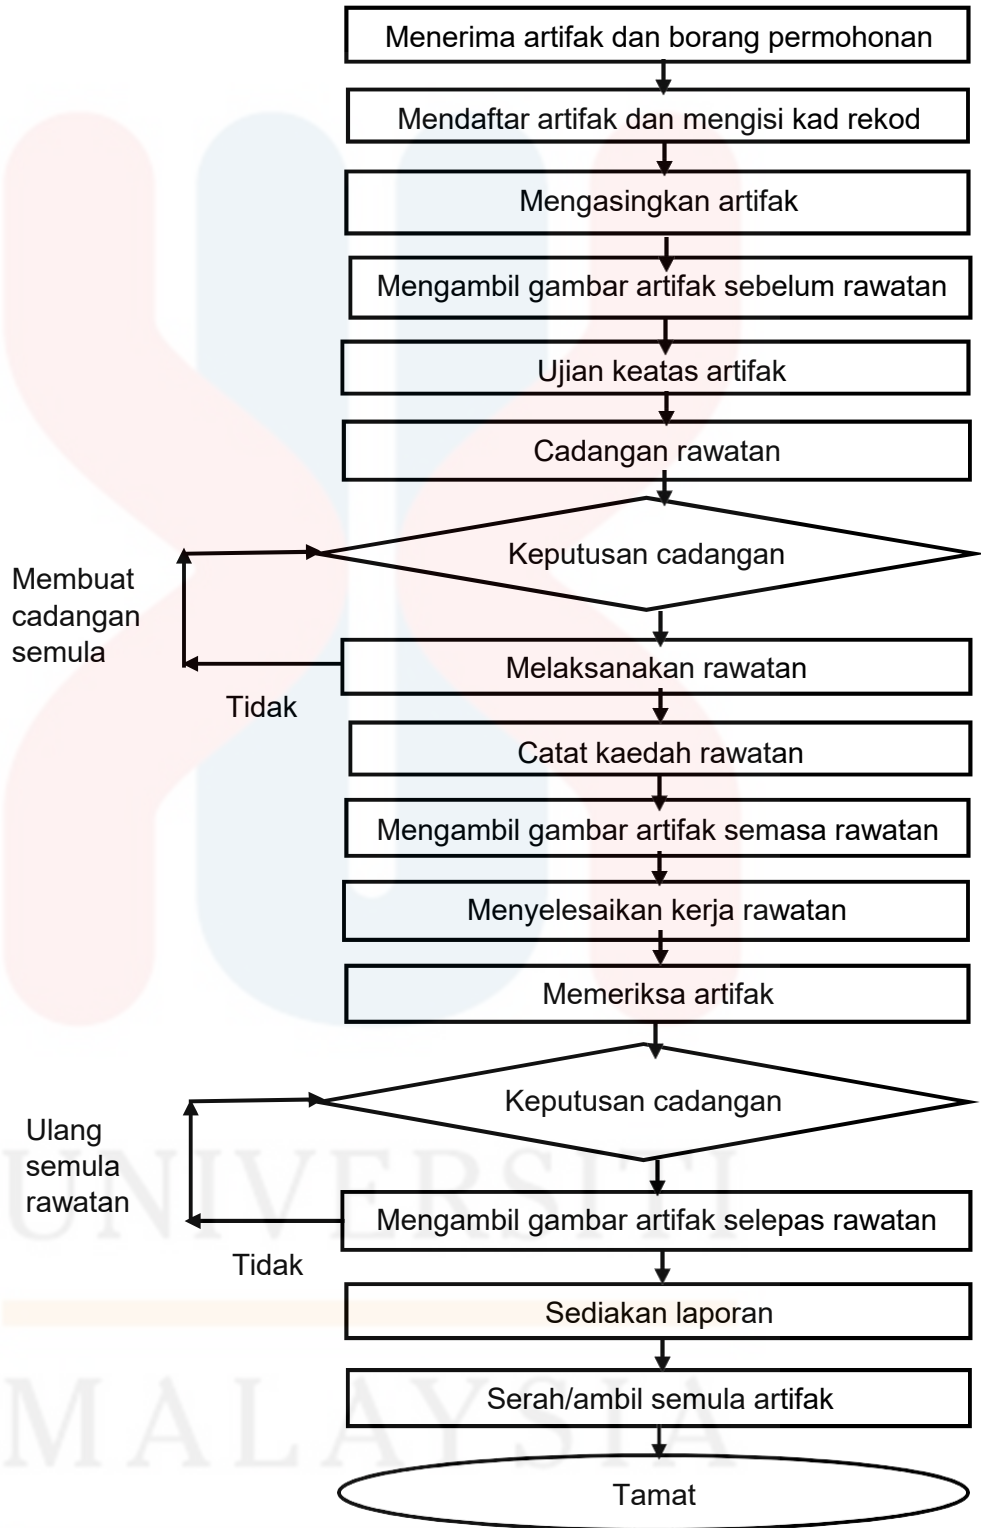 Menerima artifak dan borang permohonan
Mendaftar artifak dan mengisi kad rekod
Mengasingkan artifak
Mengambil gambar artifak sebelum rawatan
Ujian keatas artifak
Cadangan rawatan
Keputusan cadangan
Membuat
cadangan
semula
Melaksanakan rawatan
Tidak
Catat kaedah rawatan
Mengambil gambar artifak semasa rawatan
Menyelesaikan kerja rawatan
Memeriksa artifak
Keputusan cadangan
Ulang
semula
rawatan
UNIVERSITI
Mengambil gambar artifak selepas rawatan
Tidak
Sediakan laporan
Serah/ambil semula artifak
MALAYSIA
Tamat